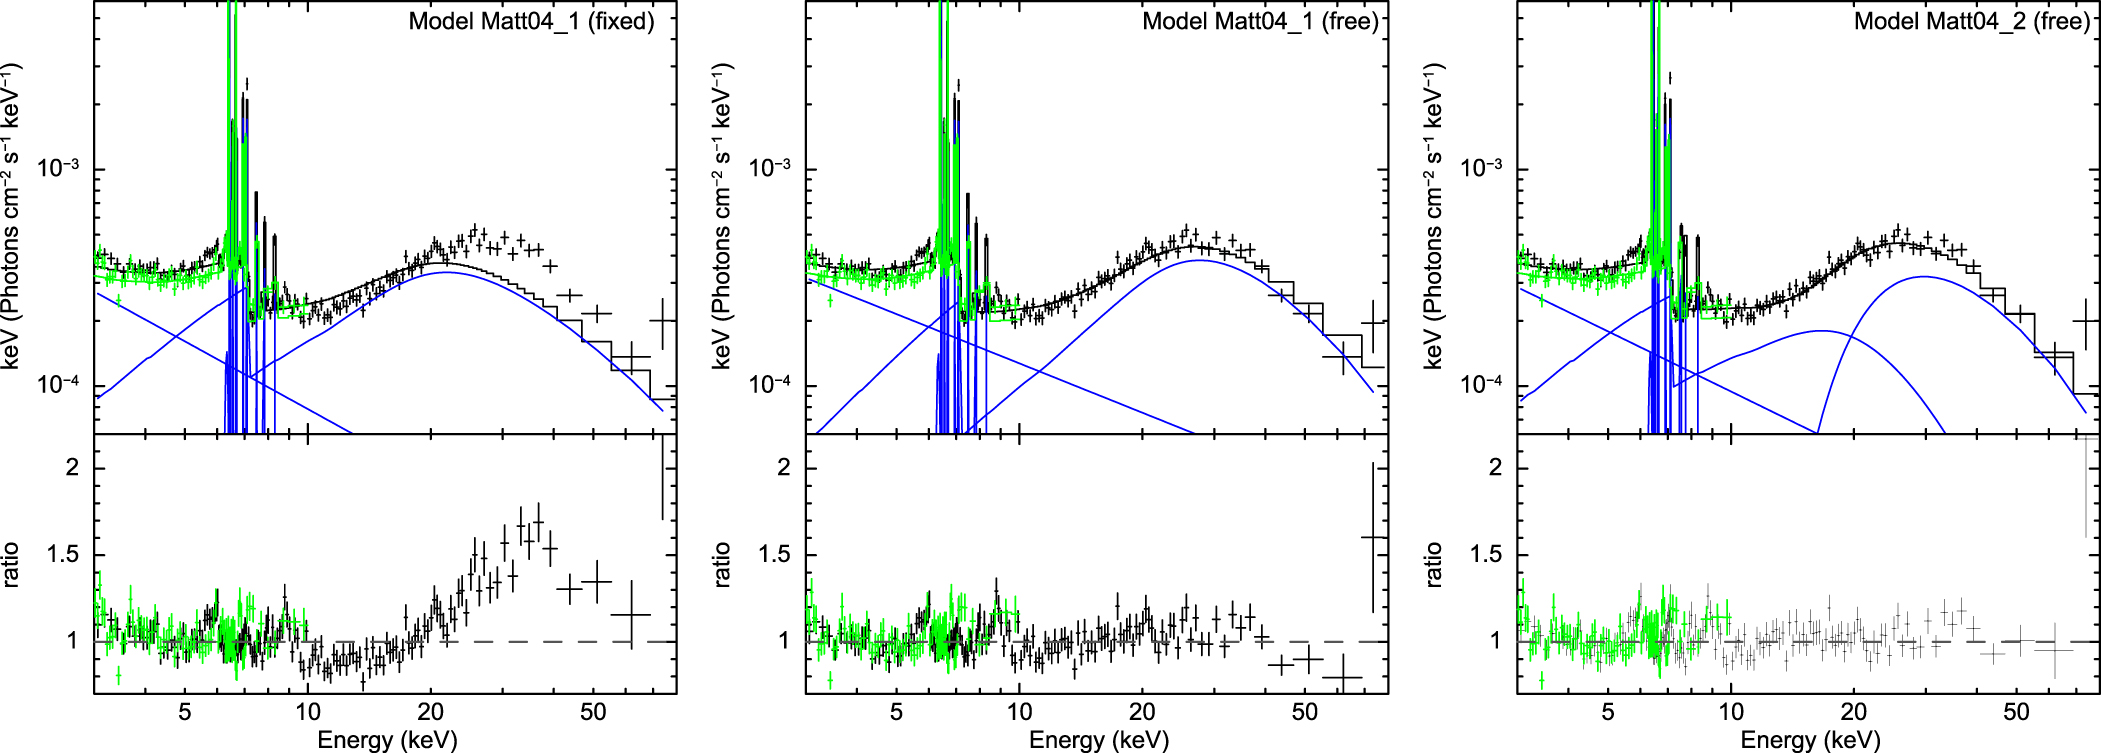 Model Matt04_1 (fixed)
keV (Photons cm⁻² s⁻¹ keV⁻¹)
10⁻³
10⁻⁴
ratio
2
1.5
1
5 10 20 50
Energy (keV)
Model Matt04_1 (free)
keV (Photons cm⁻² s⁻¹ keV⁻¹)
10⁻³
10⁻⁴
ratio
2
1.5
1
5 10 20 50
Energy (keV)
Model Matt04_2 (free)
keV (Photons cm⁻² s⁻¹ keV⁻¹)
10⁻³
10⁻⁴
ratio
2
1.5
1
5 10 20 50
Energy (keV)